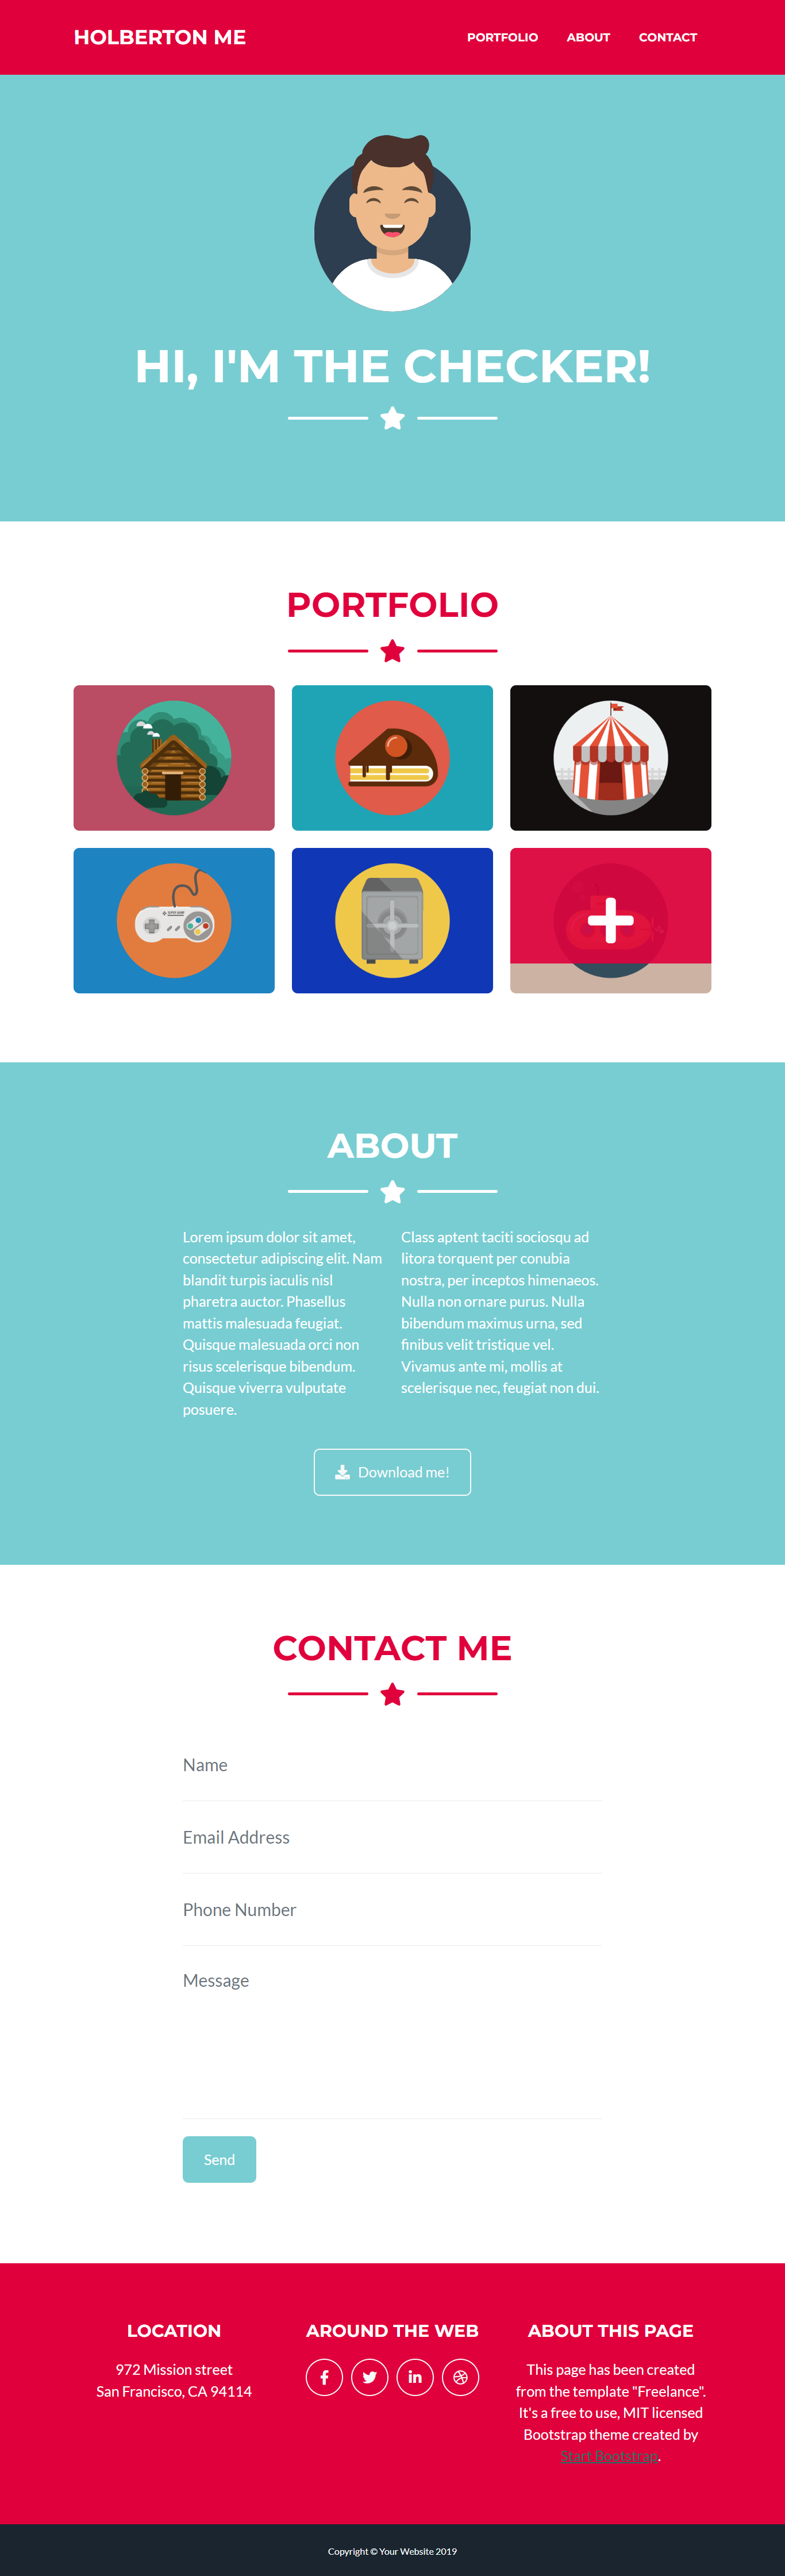 HOLBERTON ME
PORTFOLIO ABOUT CONTACT
HI, I'M THE CHECKER!
PORTFOLIO
ABOUT
Lorem ipsum dolor sit amet,
consectetur adipiscing elit. Nam
blandit turpis iaculis nisl
pharetra auctor. Phasellus
mattis malesuada feugiat.
Quisque malesuada orci non
risus scelerisque bibendum.
Quisque viverra vulputate
posuere.
Class aptent taciti sociosqu ad
litora torquent per conubia
nostra, per inceptos himenaeos.
Nulla non ornare purus. Nulla
bibendum maximus urna, sed
finibus velit tristique vel.
Vivamus ante mi, mollis at
scelerisque nec, feugiat non dui.
Download me!
CONTACT ME
Name
Email Address
Phone Number
Message
Send
LOCATION
972 Mission street
San Francisco, CA 94114
AROUND THE WEB
ABOUT THIS PAGE
This page has been created
from the template "Freelance".
It's a free to use, MIT licensed
Bootstrap theme created by
Start Bootstrap.
Copyright © Your Website 2019